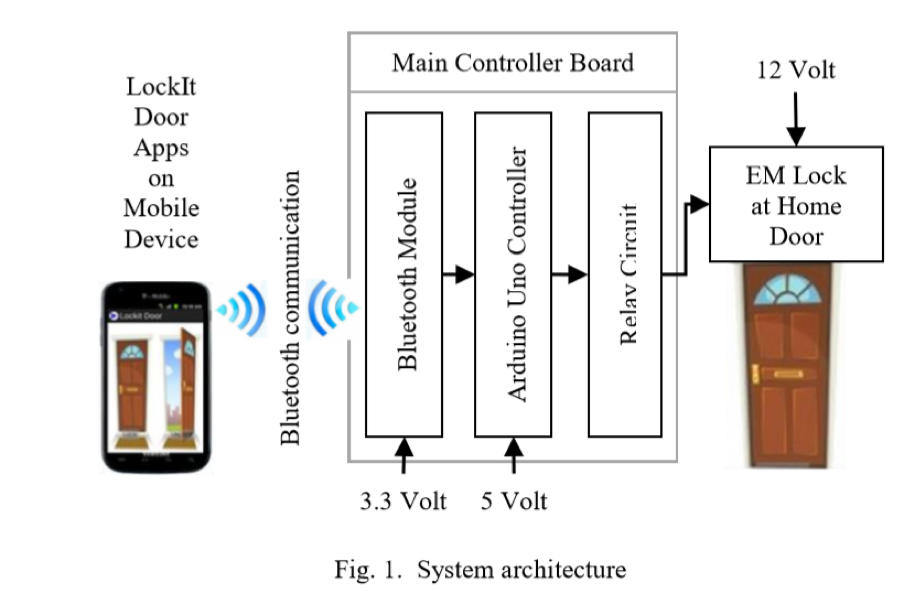 Main Controller Board
12 Volt
LockIt
Door
Apps
on
Mobile
Device
Bluetooth communication
Bluetooth Module
Arduino Uno Controller
Relay Circuit
EM Lock
at Home
Door
Lockit Door
3.3 Volt
5 Volt
Fig. 1. System architecture